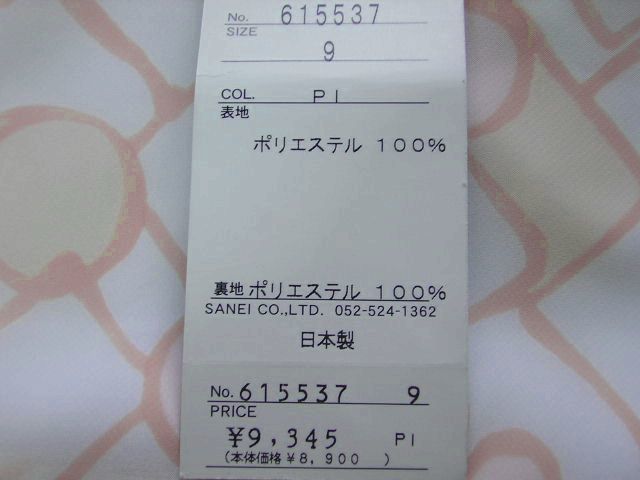 No. 615537
SIZE
9
COL. PI
表地
ポリエステル 100%
裏地 ポリエステル 100%
SANEI CO.,LTD. 052-524-1362
日本製
No. 615537 9
PRICE
¥9,345 PI
(本体価格¥8,900 )